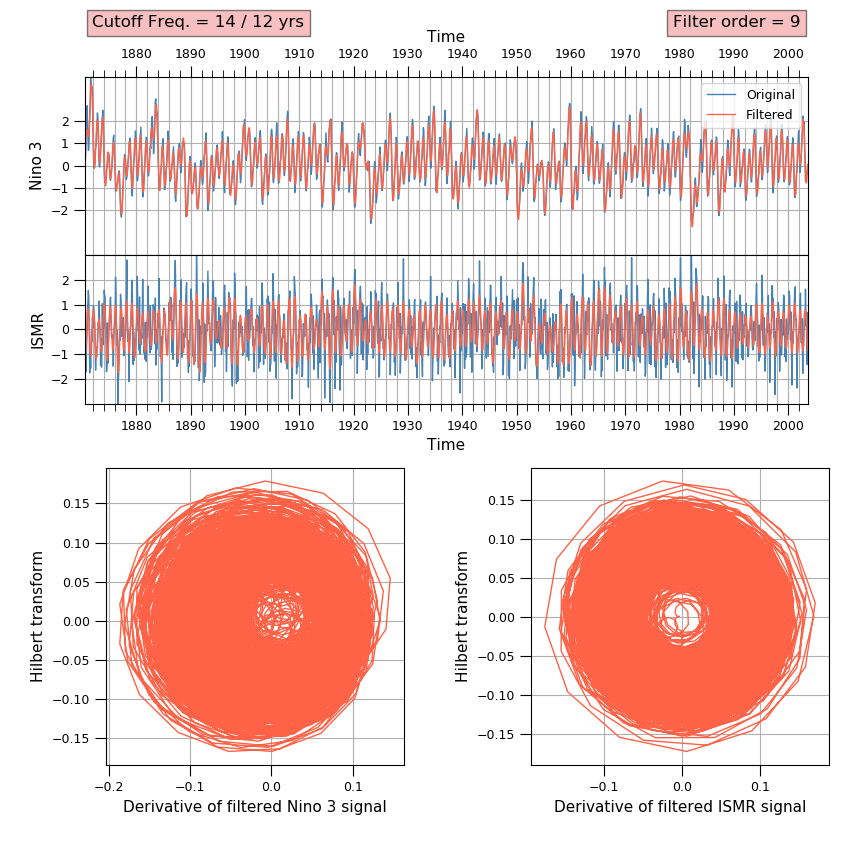 Cutoff Freq. = 14 / 12 yrs
Filter order = 9
Time
1880 1890 1900 1910 1920 1930 1940 1950 1960 1970 1980 1990 2000
Original
Filtered
Nino 3
2
1
0
−1
−2
ISMR
2
1
0
−1
−2
1880 1890 1900 1910 1920 1930 1940 1950 1960 1970 1980 1990 2000
Time
Hilbert transform
0.15
0.10
0.05
0.00
−0.05
−0.10
−0.15
−0.2 −0.1 0.0 0.1
Derivative of filtered Nino 3 signal
Hilbert transform
0.15
0.10
0.05
0.00
−0.05
−0.10
−0.15
−0.1 0.0 0.1
Derivative of filtered ISMR signal